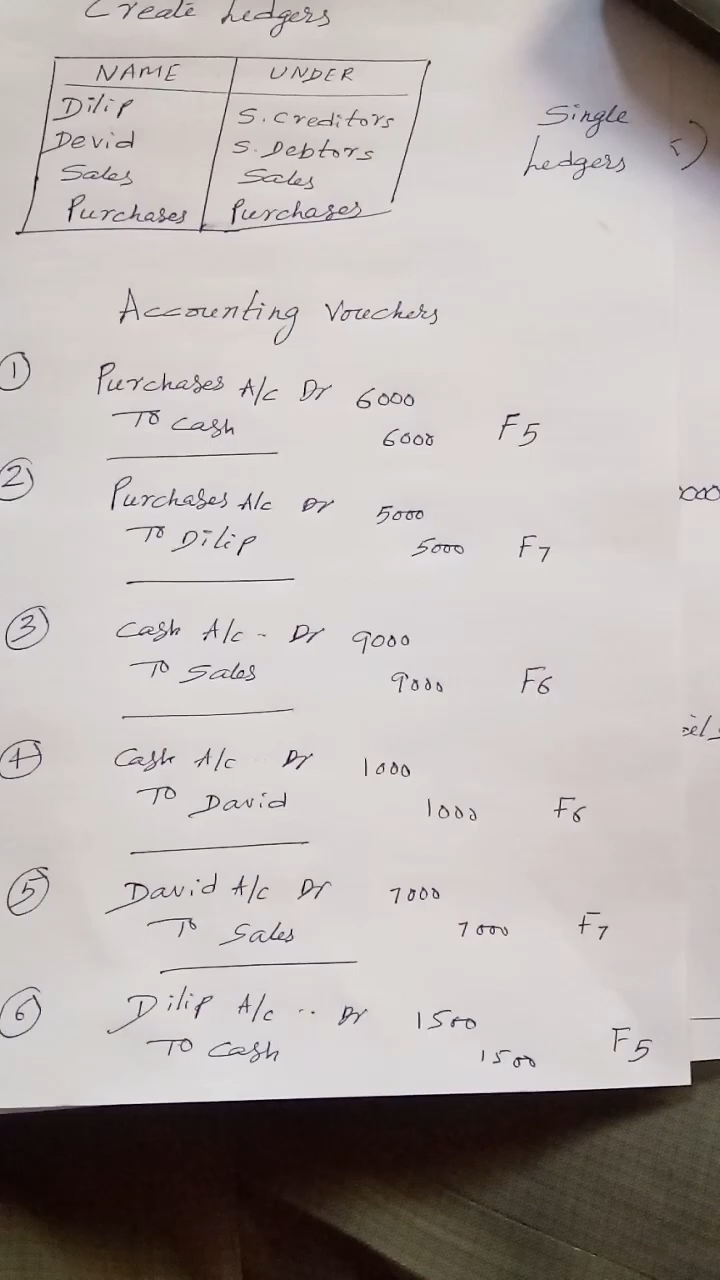 Create Ledgers
NAME UNDER
Dilip S. Creditors
Devid S. Debtors
Sales Sales
Purchases Purchases
Single
Ledgers
Accounting Vouchers
1 Purchases A/c Dr 6000
To Cash 6000 F5
2 Purchases A/c Dr 5000
To Dilip 5000 F7
3 Cash A/c - Dr 9000
To Sales 9000 F6
4 Cash A/c Dr 1000
To David 1000 F6
5 David A/c Dr 7000
To Sales 7000 F7
6 Dilip A/c .. Dr 1500
To Cash 1500 F5